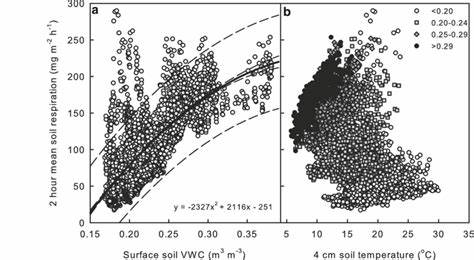 a
b
2 hour mean soil respiration (mg m⁻² h⁻¹)
300
250
200
150
100
50
0
y = -2327x² + 2116x - 251
<0.20
0.20-0.24
0.25-0.29
>0.29
0.15 0.20 0.25 0.30 0.35
5 10 15 20 25 30 35
Surface soil VWC (m³ m⁻³)
4 cm soil temperature (°C)